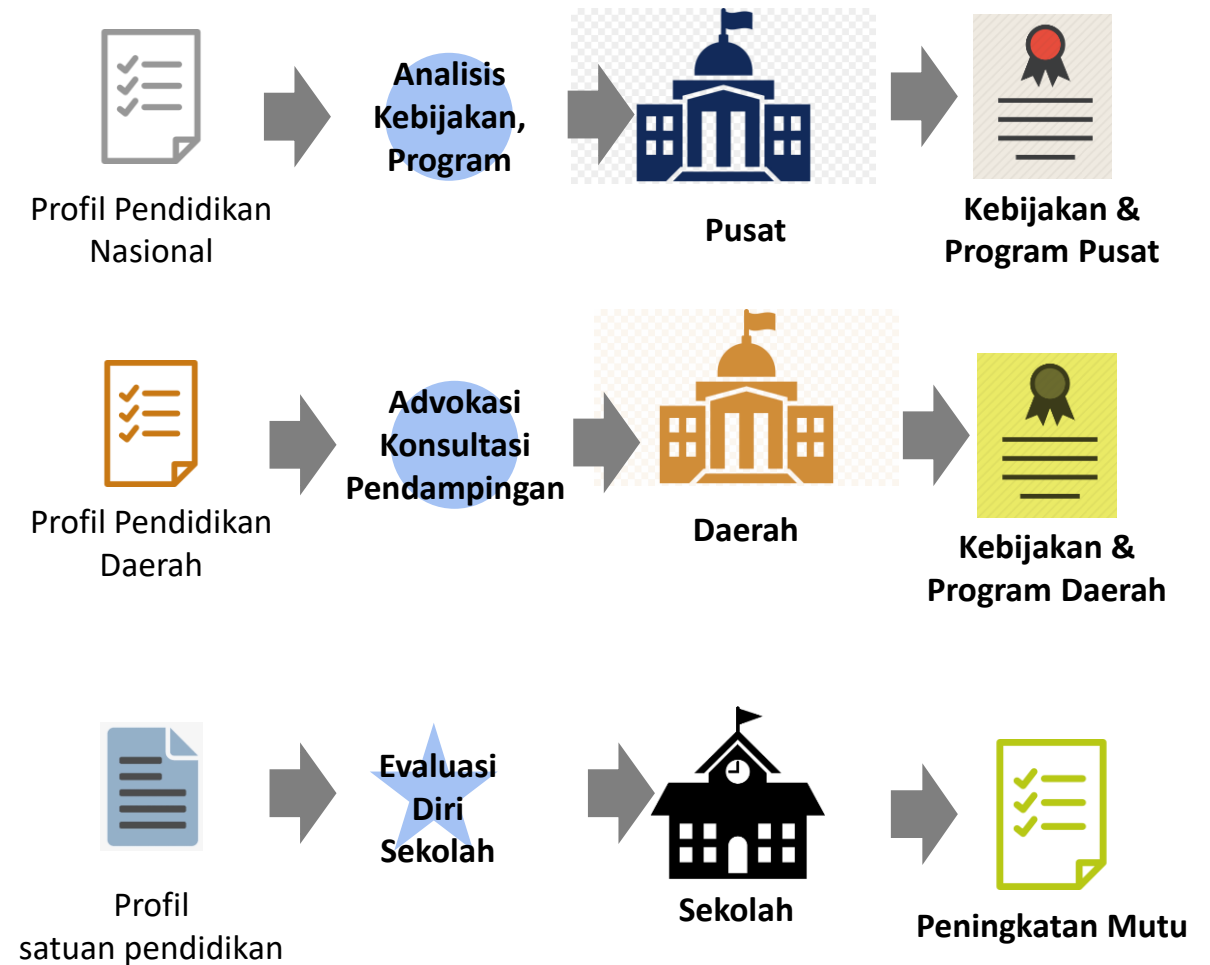 Analisis
Kebijakan,
Program
Profil Pendidikan
Nasional
Pusat
Kebijakan &
Program Pusat
Advokasi
Konsultasi
Pendampingan
Profil Pendidikan
Daerah
Daerah
Kebijakan &
Program Daerah
Evaluasi
Diri
Sekolah
Profil
satuan pendidikan
Sekolah
Peningkatan Mutu